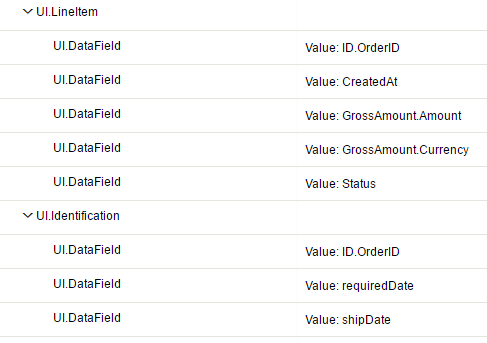 UI.LineItem
UI.DataField Value: ID.OrderID
UI.DataField Value: CreatedAt
UI.DataField Value: GrossAmount.Amount
UI.DataField Value: GrossAmount.Currency
UI.DataField Value: Status
UI.Identification
UI.DataField Value: ID.OrderID
UI.DataField Value: requiredDate
UI.DataField Value: shipDate